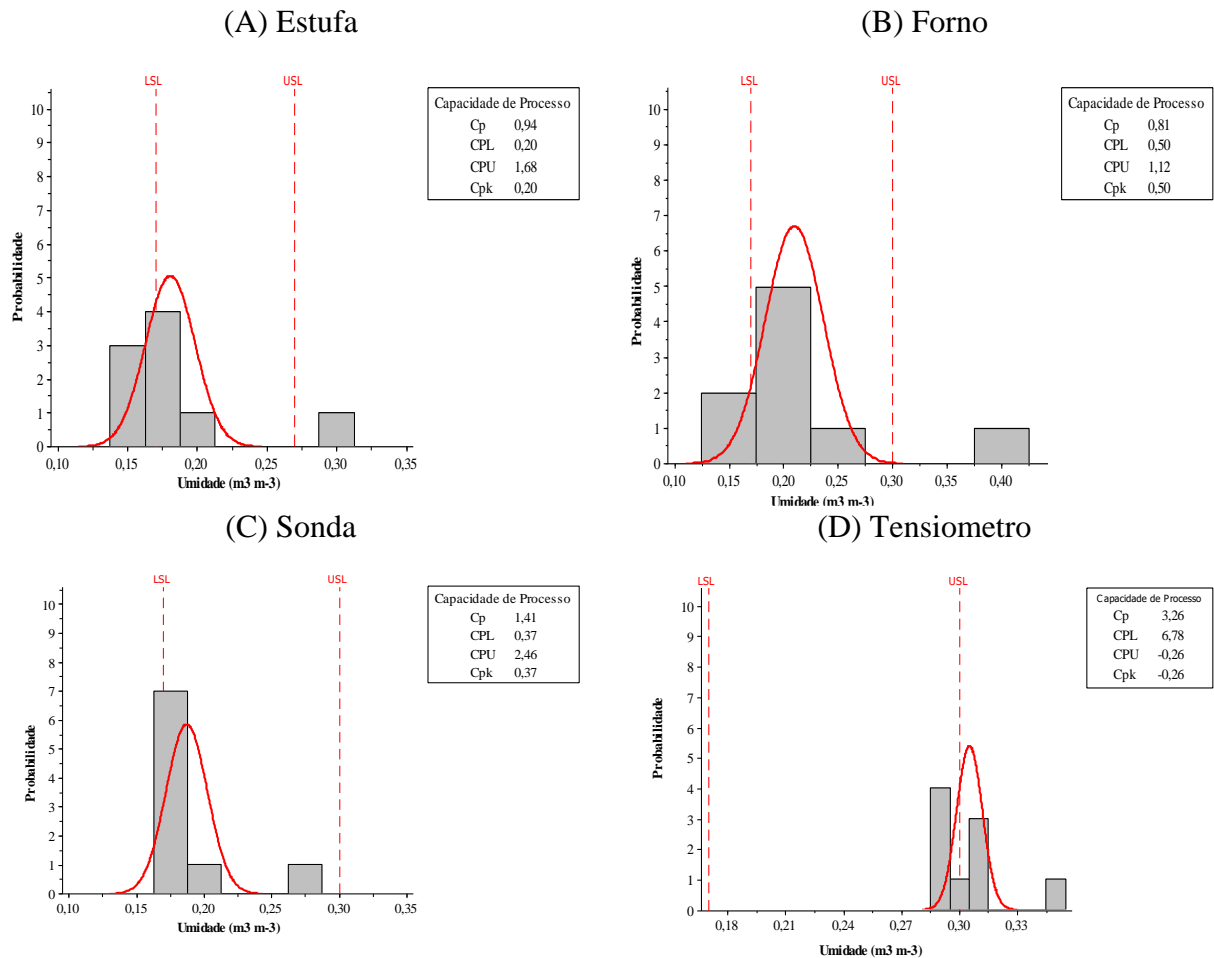 (A) Estufa
LSL
USL
Capacidade de Processo
Cp 0,94
CPL 0,20
CPU 1,68
Cpk 0,20
10
9
8
7
6
5
4
3
2
1
0
Probabilidade
0,10 0,15 0,20 0,25 0,30 0,35
Umidade (m3 m-3)
(B) Forno
LSL
USL
Capacidade de Processo
Cp 0,81
CPL 0,50
CPU 1,12
Cpk 0,50
10
9
8
7
6
5
4
3
2
1
0
Probabilidade
0,10 0,15 0,20 0,25 0,30 0,35 0,40
Umidade (m3 m-3)
(C) Sonda
LSL
USL
Capacidade de Processo
Cp 1,41
CPL 0,37
CPU 2,46
Cpk 0,37
10
9
8
7
6
5
4
3
2
1
0
Probabilidade
0,10 0,15 0,20 0,25 0,30 0,35
Umidade (m3 m-3)
(D) Tensiometro
LSL
USL
Capacidade de Processo
Cp 3,26
CPL 6,78
CPU -0,26
Cpk -0,26
10
9
8
7
6
5
4
3
2
1
0
Probabilidade
0,18 0,21 0,24 0,27 0,30 0,33
Umidade (m3 m-3)